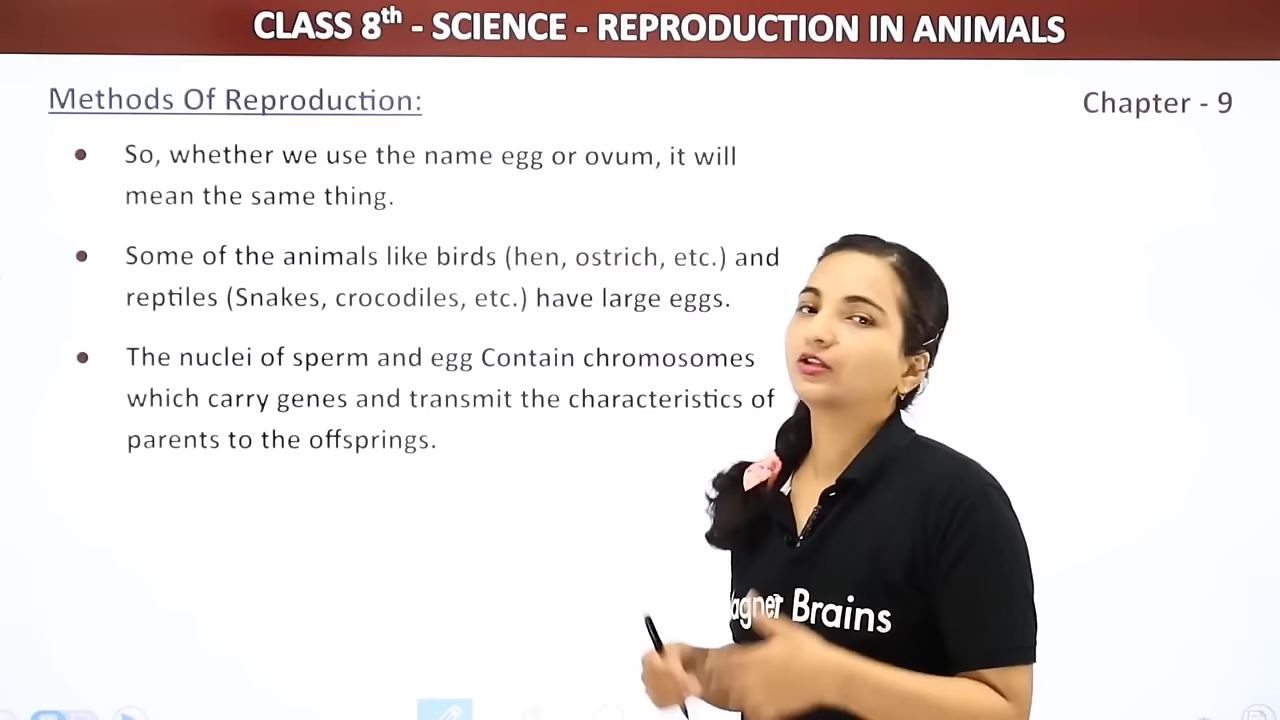 CLASS 8th - SCIENCE - REPRODUCTION IN ANIMALS
Methods Of Reproduction:
Chapter - 9
• So, whether we use the name egg or ovum, it will
mean the same thing.
• Some of the animals like birds (hen, ostrich, etc.) and
reptiles (Snakes, crocodiles, etc.) have large eggs.
• The nuclei of sperm and egg Contain chromosomes
which carry genes and transmit the characteristics of
parents to the offsprings.
agnet Brains